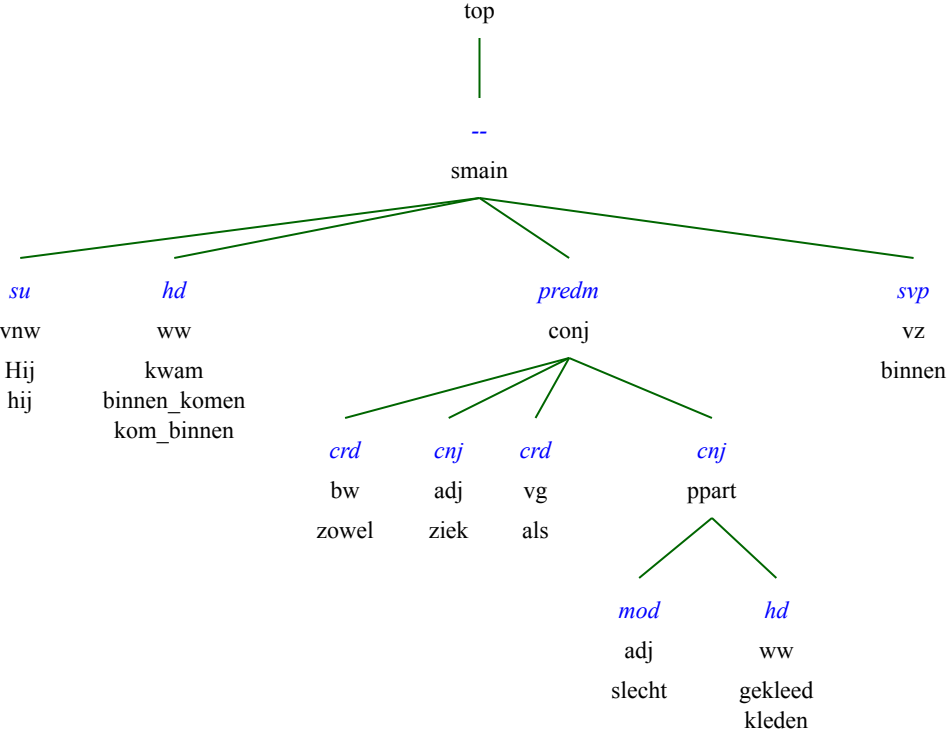 top
--
smain
su hd predm svp
vnw ww conj vz
Hij kwam binnen
hij binnen_komen
kom_binnen
crd cnj crd cnj
bw adj vg ppart
zowel ziek als
mod hd
adj ww
slecht gekleed
kleden